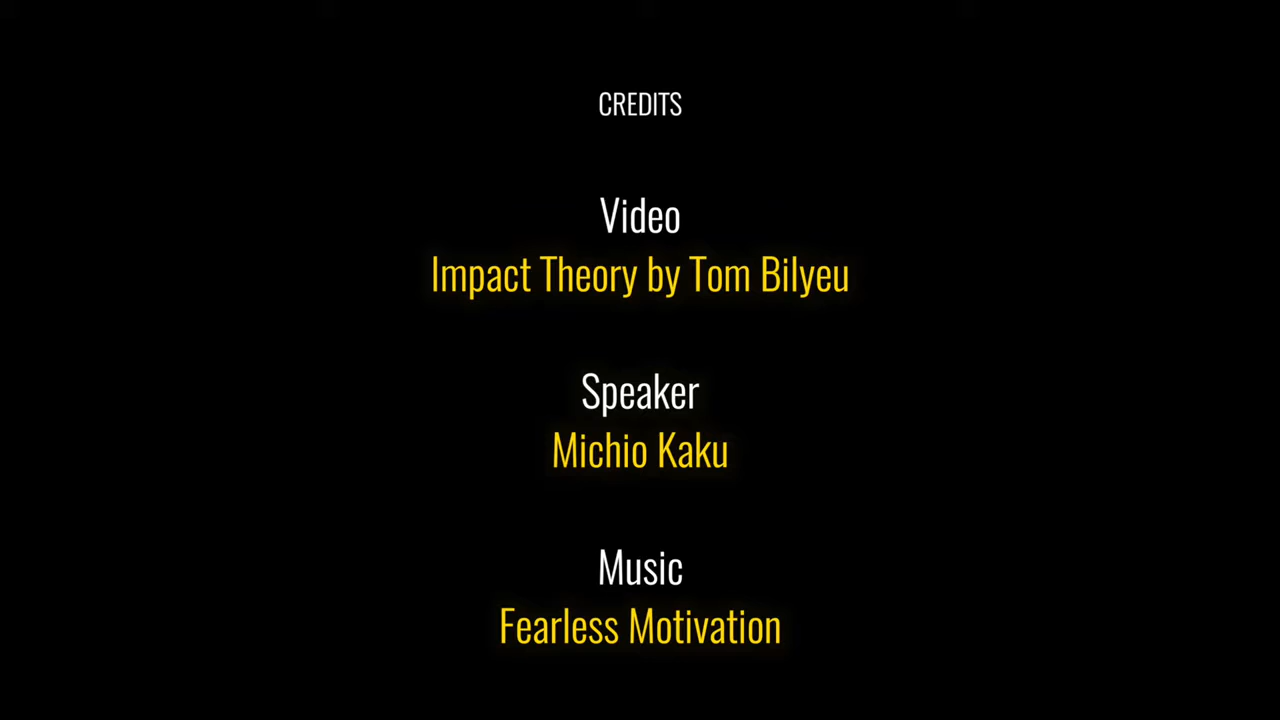 CREDITS
Video
Impact Theory by Tom Bilyeu
Speaker
Michio Kaku
Music
Fearless Motivation